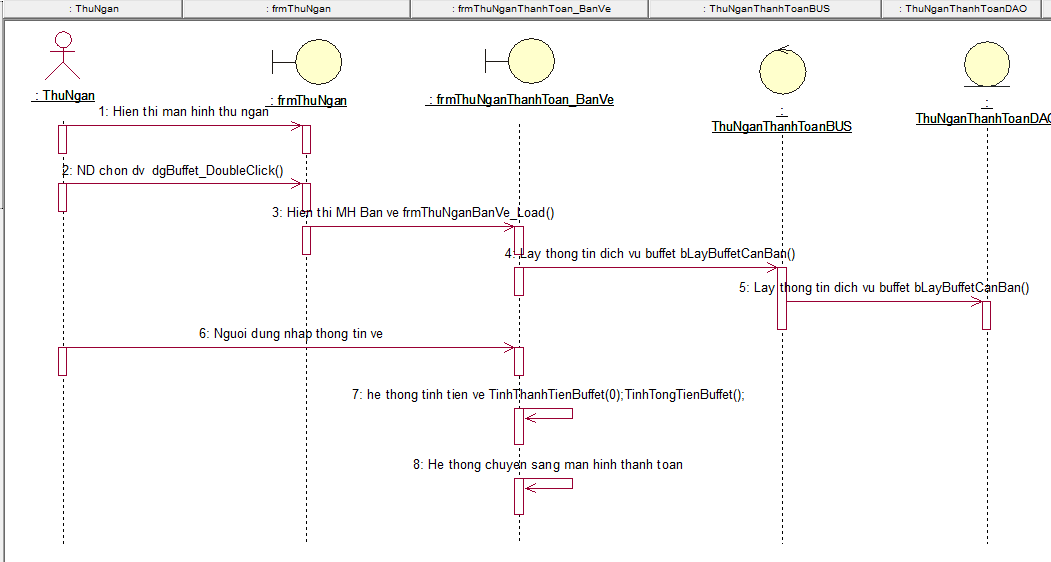 : ThuNgan
: frmThuNgan
: frmThuNganThanhToan_BanVe
: ThuNganThanhToanBUS
: ThuNganThanhToanDAO
: ThuNgan
: frmThuNgan
: frmThuNganThanhToan_BanVe
:
ThuNganThanhToanBUS
:
ThuNganThanhToanDAO
1: Hien thi man hinh thu ngan
2: ND chon dv dgBuffet_DoubleClick()
3: Hien thi MH Ban ve frmThuNganBanVe_Load()
4: Lay thong tin dich vu buffet bLayBuffetCanBan()
5: Lay thong tin dich vu buffet bLayBuffetCanBan()
6: Nguoi dung nhap thong tin ve
7: he thong tinh tien ve TinhThanhTienBuffet(0);TinhTongTienBuffet();
8: He thong chuyen sang man hinh thanh toan